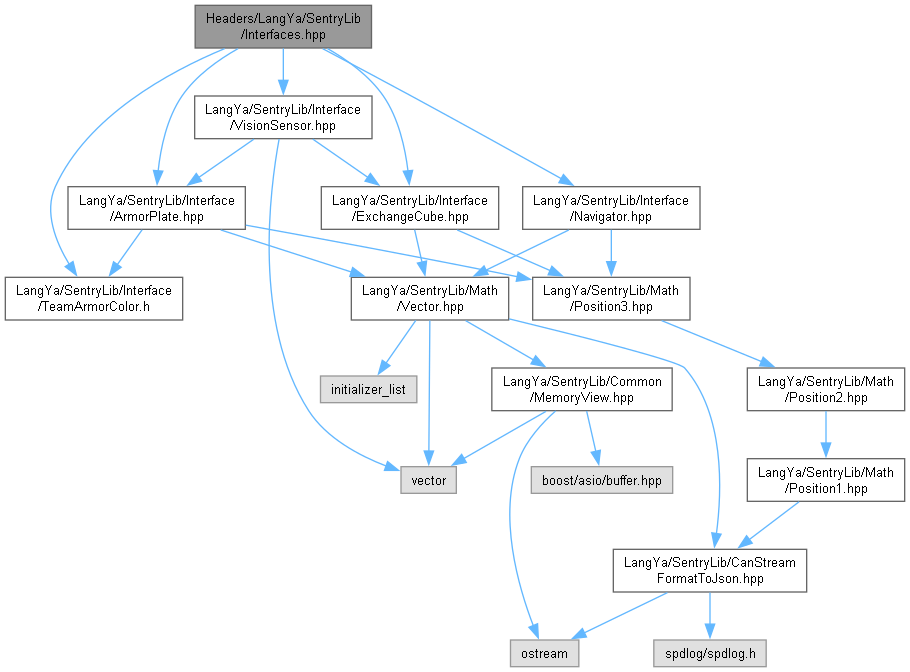 Headers/LangYa/SentryLib
/Interfaces.hpp
LangYa/SentryLib/Interface
/VisionSensor.hpp
LangYa/SentryLib/Interface
/ArmorPlate.hpp
LangYa/SentryLib/Interface
/ExchangeCube.hpp
LangYa/SentryLib/Interface
/Navigator.hpp
LangYa/SentryLib/Interface
/TeamArmorColor.h
LangYa/SentryLib/Math
/Vector.hpp
LangYa/SentryLib/Math
/Position3.hpp
initializer_list
LangYa/SentryLib/Common
/MemoryView.hpp
LangYa/SentryLib/Math
/Position2.hpp
vector
boost/asio/buffer.hpp
LangYa/SentryLib/Math
/Position1.hpp
LangYa/SentryLib/CanStream
FormatToJson.hpp
ostream
spdlog/spdlog.h